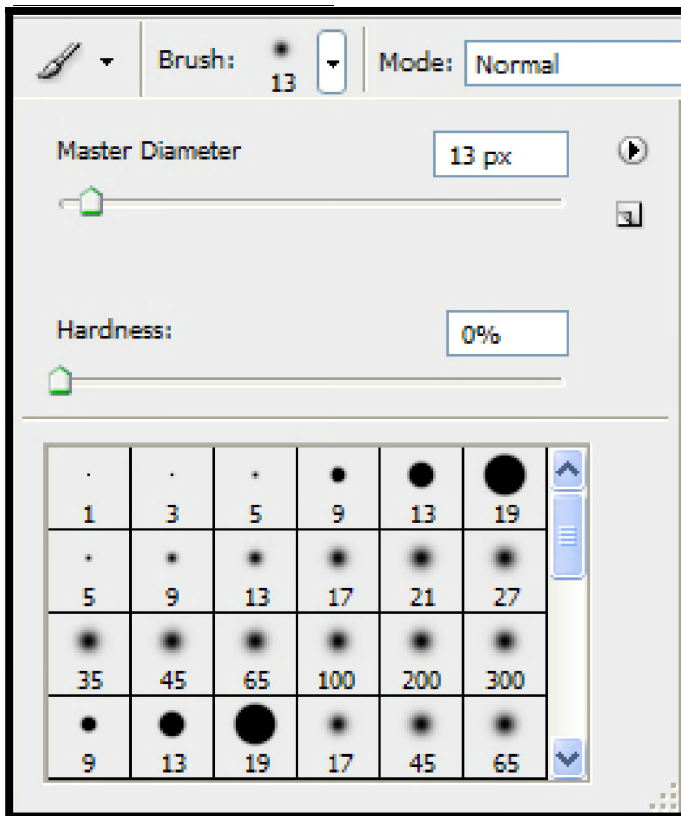 Brush: 13 Mode: Normal
Master Diameter 13 px
Hardness: 0%
1 3 5 9 13 19
5 9 13 17 21 27
35 45 65 100 200 300
9 13 19 17 45 65